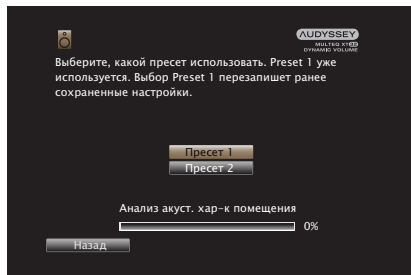 AUDYSSEY
MULTEQ XT32
DYNAMIC VOLUME
Выберите, какой пресет использовать. Preset 1 уже
используется. Выбор Preset 1 перезапишет ранее
сохраненные настройки.
Пресет 1
Пресет 2
Анализ акуст. хар-к помещения
0%
Назад